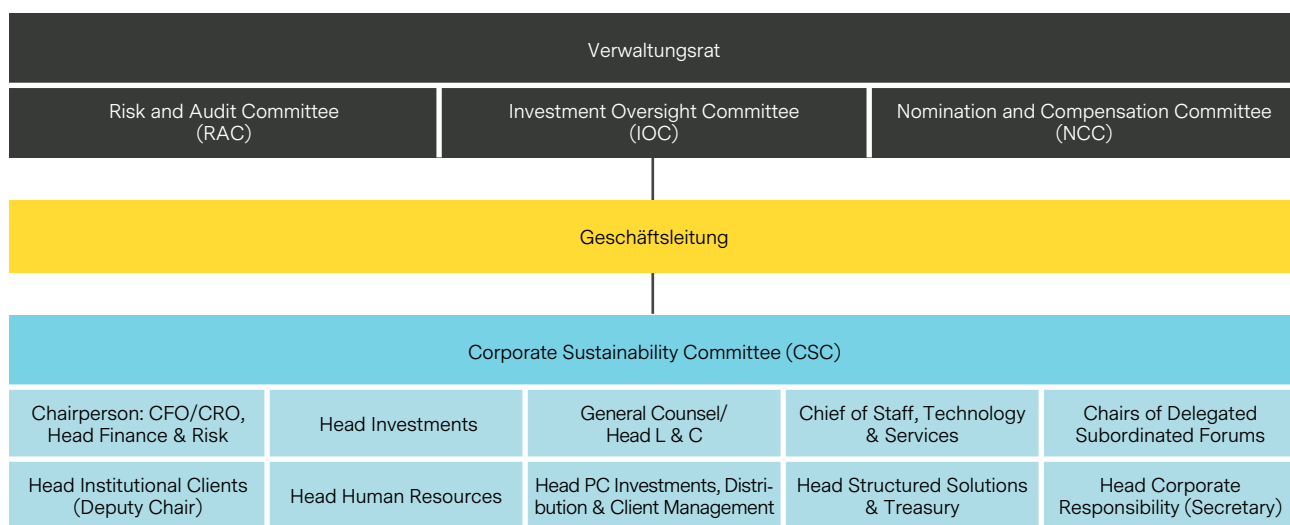 Verwaltungsrat
Risk and Audit Committee
(RAC)
Investment Oversight Committee
(IOC)
Nomination and Compensation Committee
(NCC)
Geschäftsleitung
Corporate Sustainability Committee (CSC)
Chairperson: CFO/CRO,
Head Finance & Risk
Head Investments
General Counsel/
Head L & C
Chief of Staff, Technology
& Services
Chairs of Delegated
Subordinated Forums
Head Institutional Clients
(Deputy Chair)
Head Human Resources
Head PC Investments, Distri-
bution & Client Management
Head Structured Solutions
& Treasury
Head Corporate
Responsibility (Secretary)